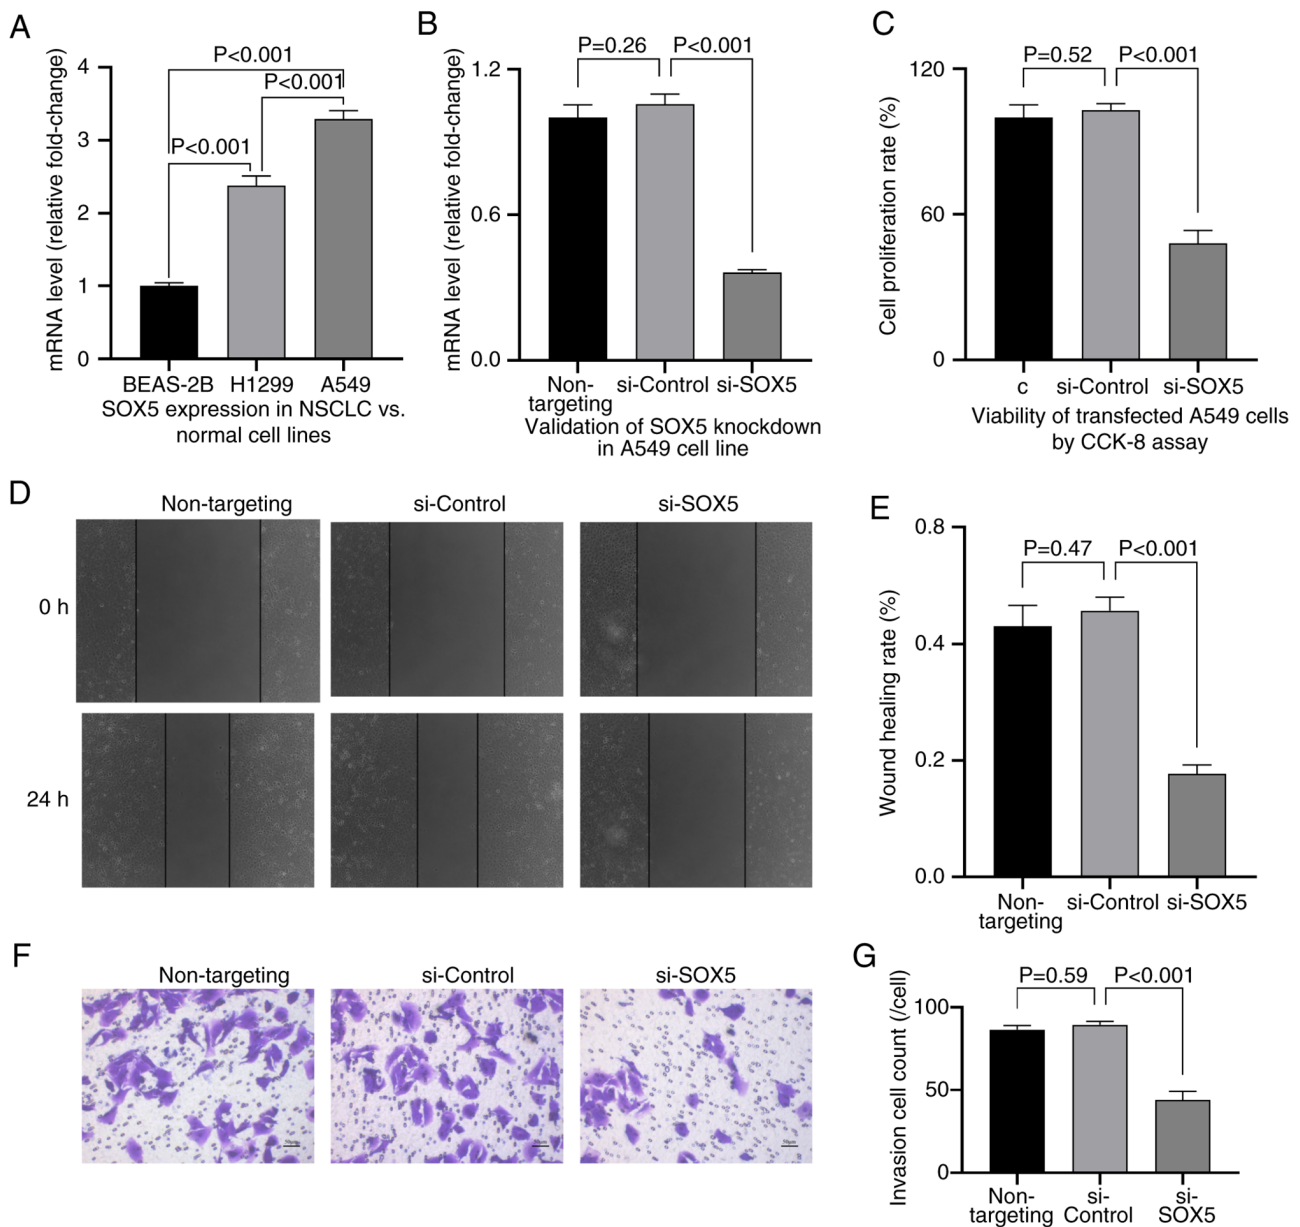 A
mRNA level (relative fold-change)
4
3
2
1
0
P<0.001
P<0.001
P<0.001
BEAS-2B H1299 A549
SOX5 expression in NSCLC vs.
normal cell lines
B
mRNA level (relative fold-change)
1.2
0.6
0.0
P=0.26 P<0.001
Non-
targeting
si-Control si-SOX5
Validation of SOX5 knockdown
in A549 cell line
C
Cell proliferation rate (%)
120
60
0
P=0.52 P<0.001
c si-Control si-SOX5
Viability of transfected A549 cells
by CCK-8 assay
D
Non-targeting si-Control si-SOX5
0 h
24 h
E
Wound healing rate (%)
0.8
0.4
0.2
0.0
P=0.47 P<0.001
Non-
targeting
si-Control si-SOX5
F
Non-targeting si-Control si-SOX5
50μm
50μm
50μm
G
Invasion cell count (/cell)
100
50
0
P=0.59 P<0.001
Non-
targeting
si-
Control
si-
SOX5